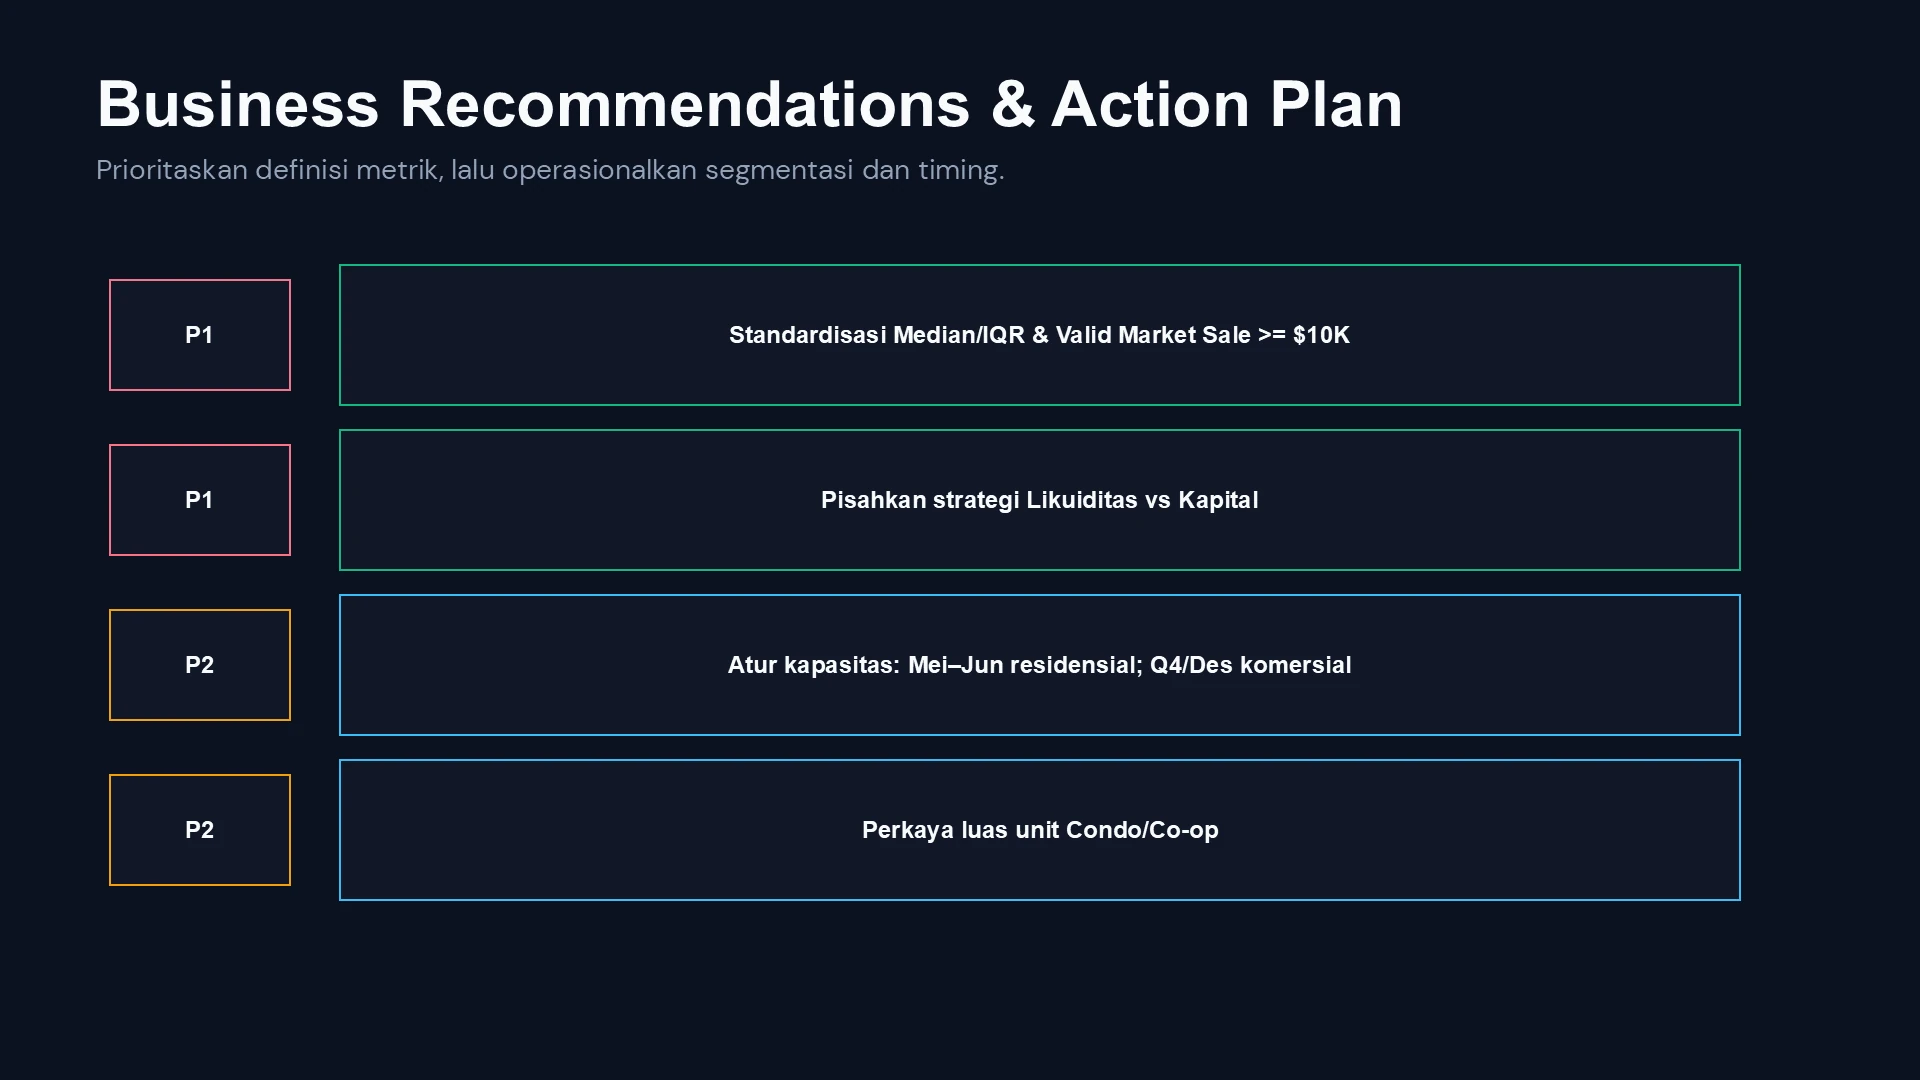 Business Recommendations & Action Plan
Prioritaskan definisi metrik, lalu operasionalkan segmentasi dan timing.
P1
Standardisasi Median/IQR & Valid Market Sale >= $10K
P1
Pisahkan strategi Likuiditas vs Kapital
P2
Atur kapasitas: Mei–Jun residensial; Q4/Des komersial
P2
Perkaya luas unit Condo/Co-op